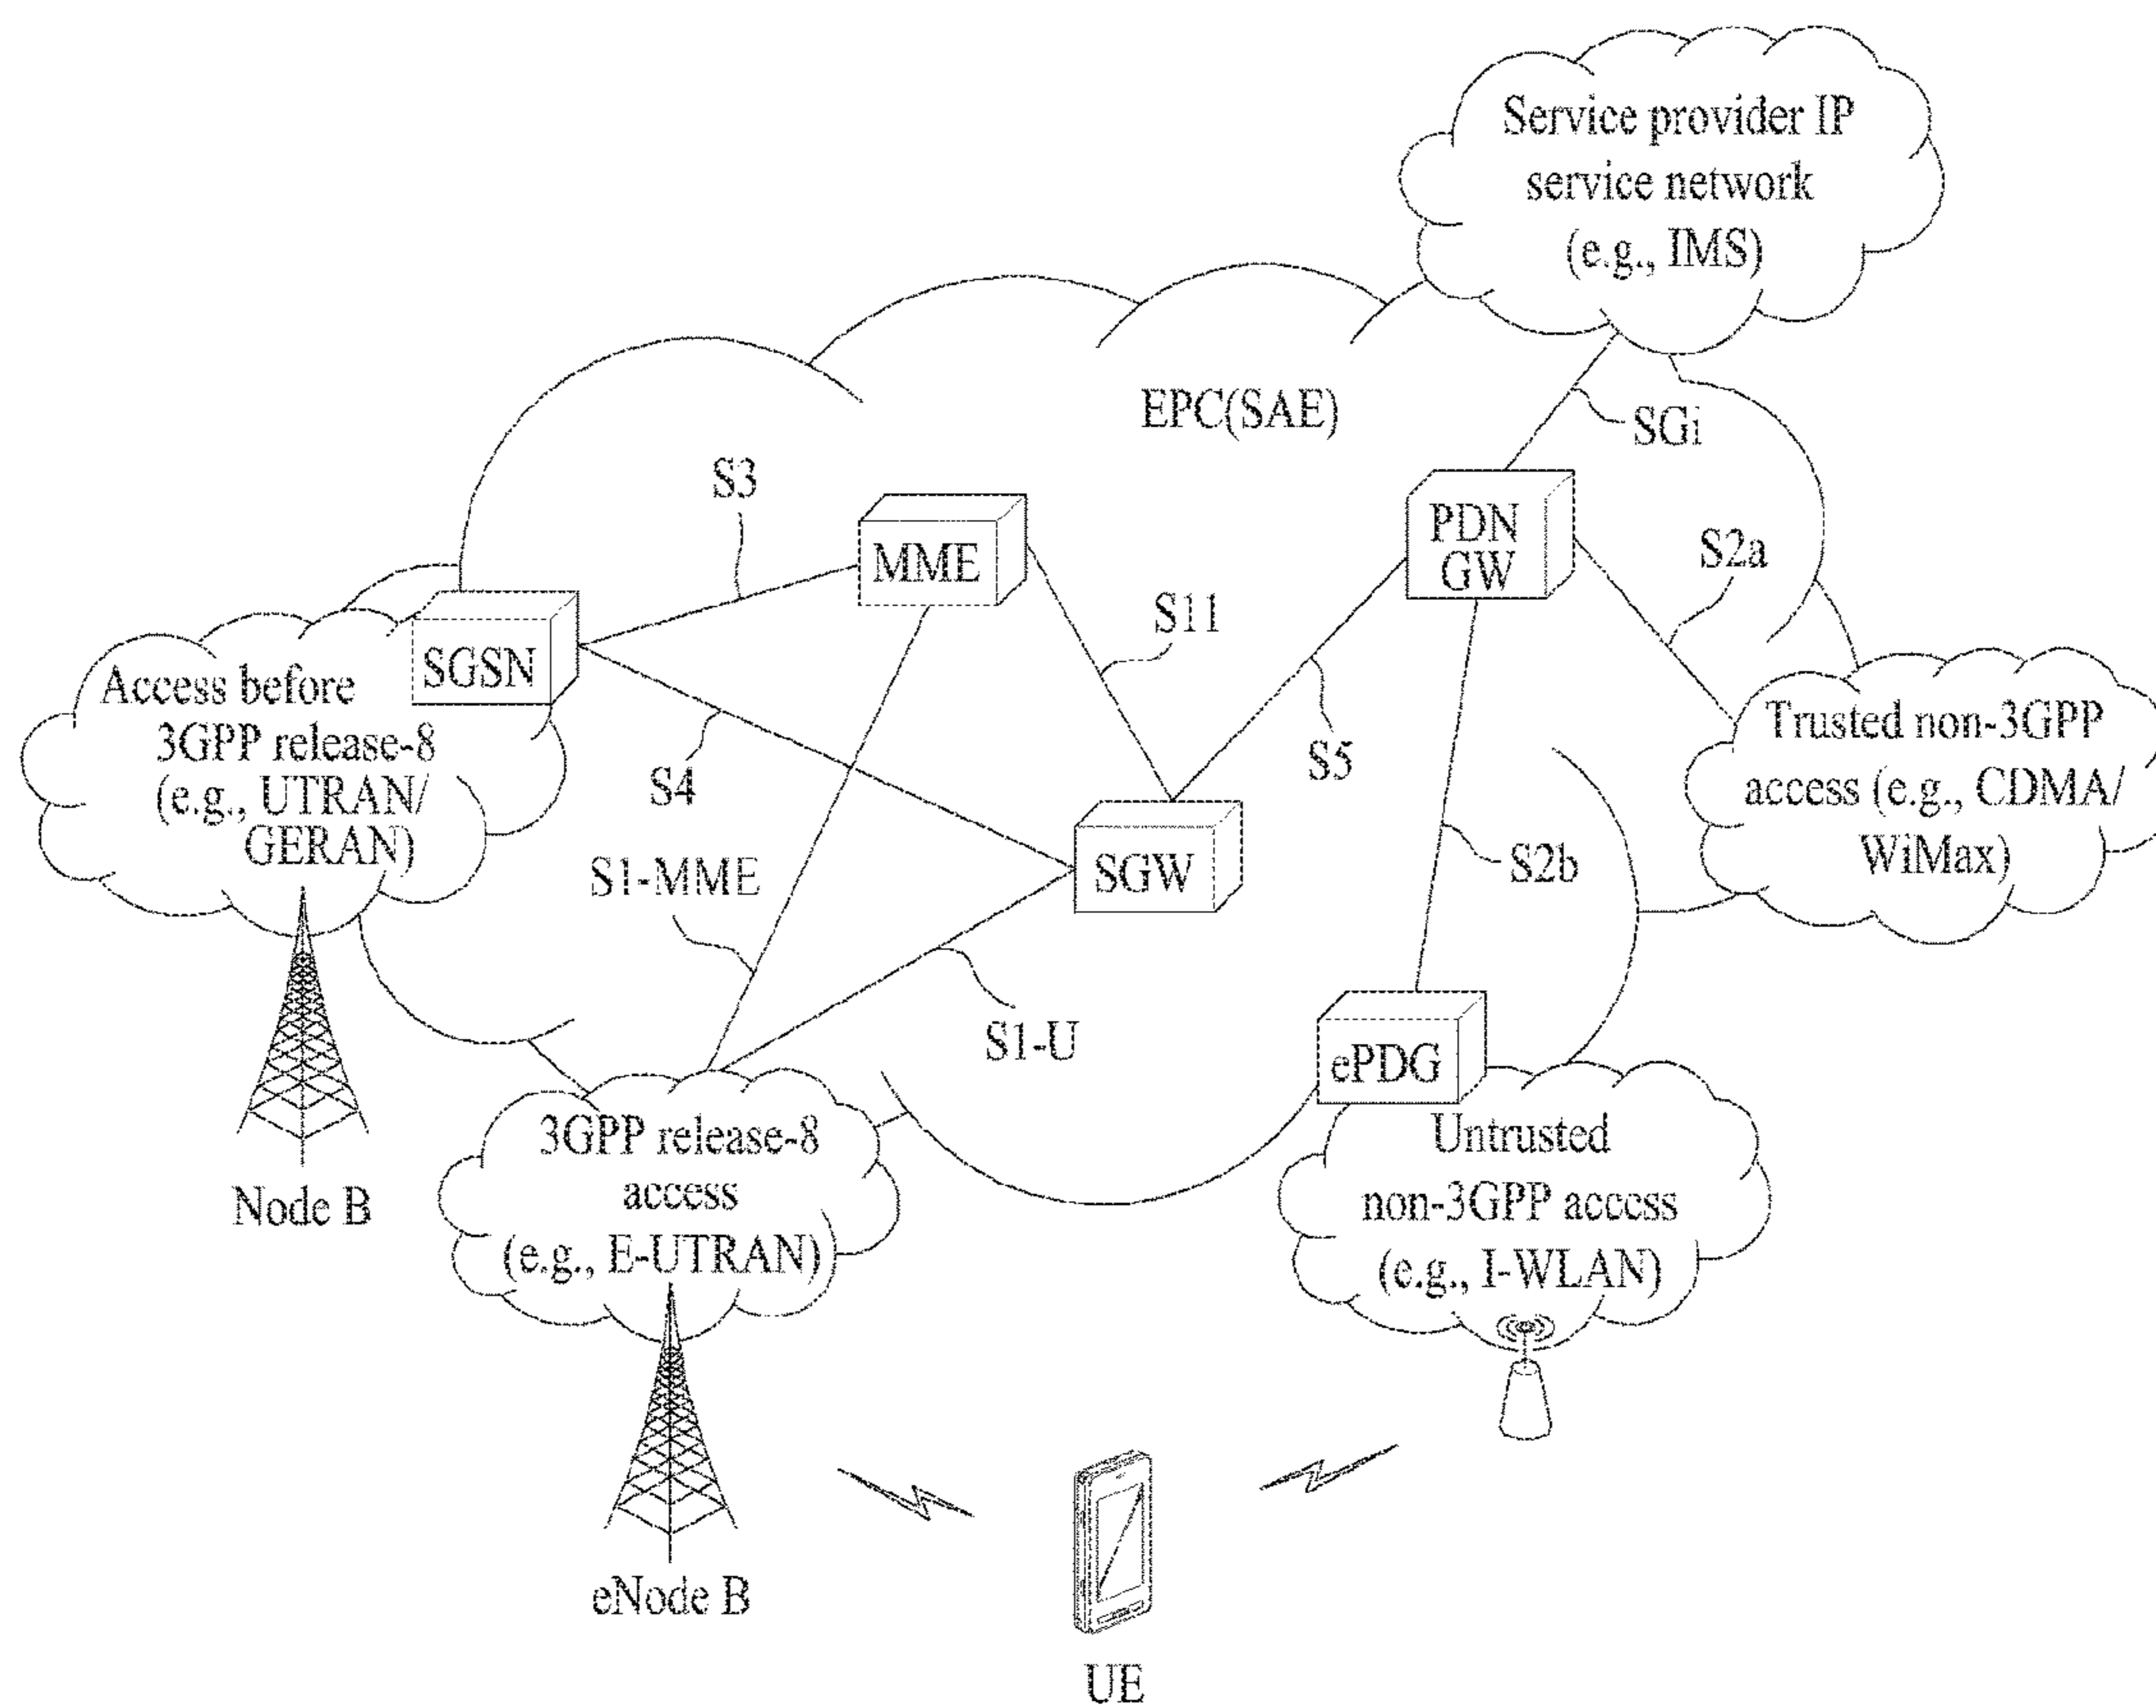 Service provider IP
service network
(e.g., IMS)
EPC(SAE)
SGi
S3
MME
PDN
GW
S2a
S11
SGSN
Access before
3GPP release-8
(e.g., UTRAN/
GERAN)
S4
S5
Trusted non-3GPP
access (e.g., CDMA/
WiMax)
S1-MME
SGW
S2b
S1-U
ePDG
3GPP release-8
access
(e.g., E-UTRAN)
Untrusted
non-3GPP access
(e.g., I-WLAN)
Node B
eNode B
UE